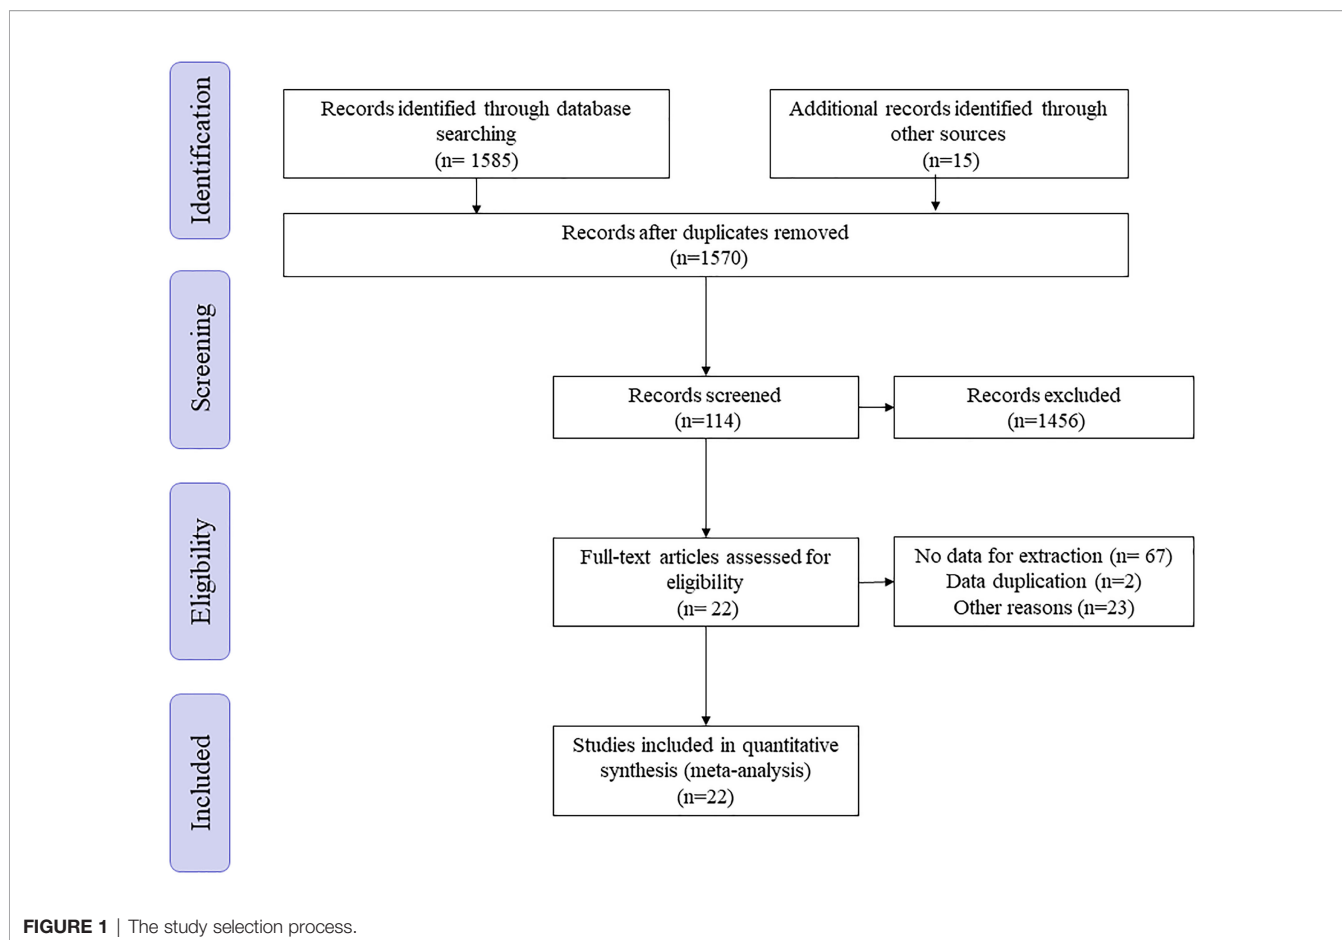 Identification
Records identified through database
searching
(n= 1585)
Additional records identified through
other sources
(n=15)
Records after duplicates removed
(n=1570)
Screening
Records screened
(n=114)
Records excluded
(n=1456)
Eligibility
Full-text articles assessed for
eligibility
(n= 22)
No data for extraction (n= 67)
Data duplication (n=2)
Other reasons (n=23)
Included
Studies included in quantitative
synthesis (meta-analysis)
(n=22)
FIGURE 1 | The study selection process.